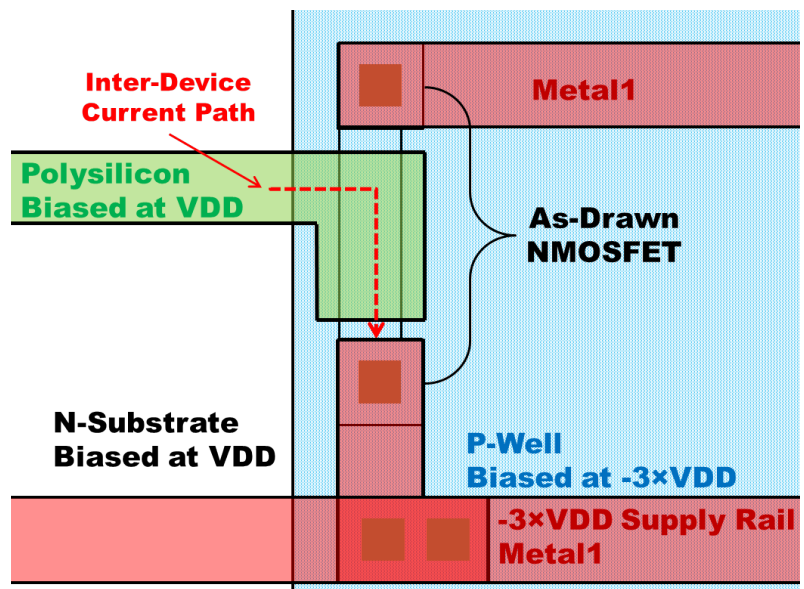 Inter-Device
Current Path
Metal1
Polysilicon
Biased at VDD
As-Drawn
NMOSFET
N-Substrate
Biased at VDD
P-Well
Biased at -3×VDD
-3×VDD Supply Rail
Metal1